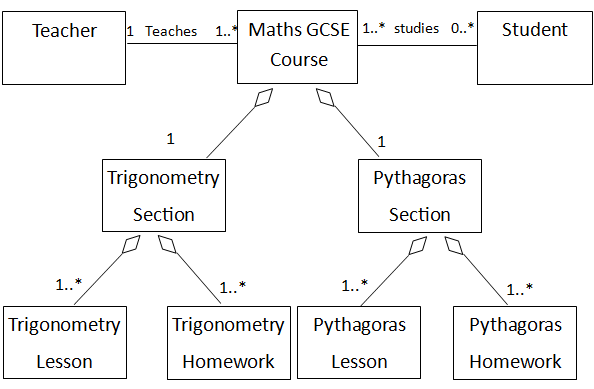 Teacher
1 Teaches 1..*
Maths GCSE
Course
1..* studies 0..*
Student
1
1
Trigonometry
Section
Pythagoras
Section
1..*
1..*
1..*
1..*
Trigonometry
Lesson
Trigonometry
Homework
Pythagoras
Lesson
Pythagoras
Homework